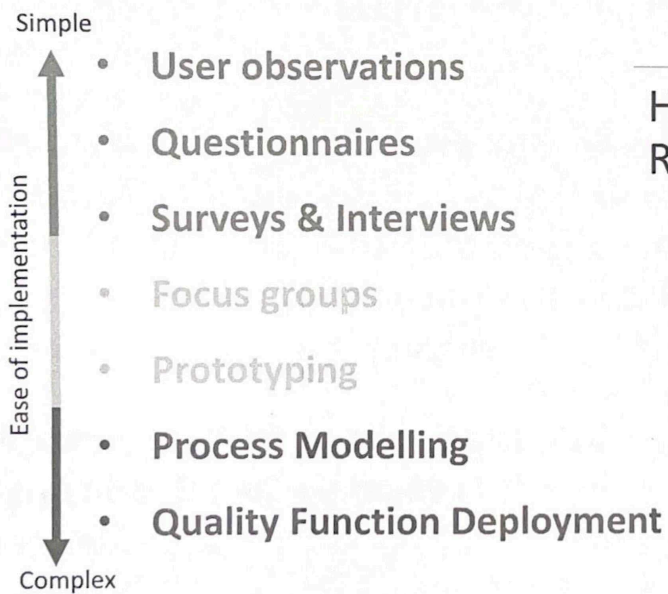 Simple
• User observations
• Questionnaires
• Surveys & Interviews
• Focus groups
• Prototyping
• Process Modelling
• Quality Function Deployment
Complex
Ease of implementation
H
R